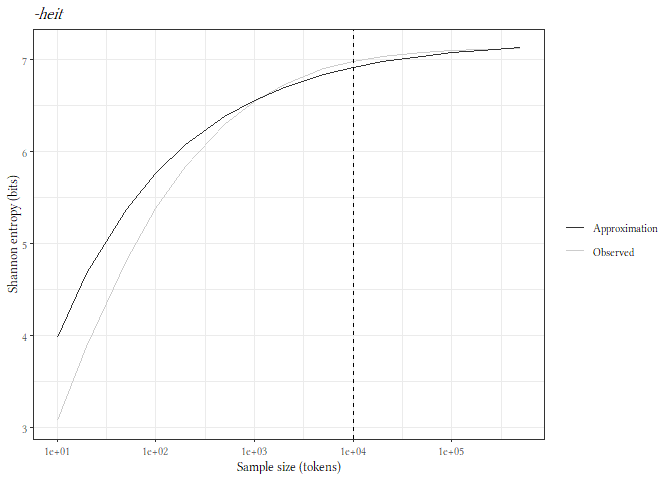 -heit
7
6
5
4
3
Shannon entropy (bits)
1e+01 1e+02 1e+03 1e+04 1e+05
Sample size (tokens)
Approximation
Observed